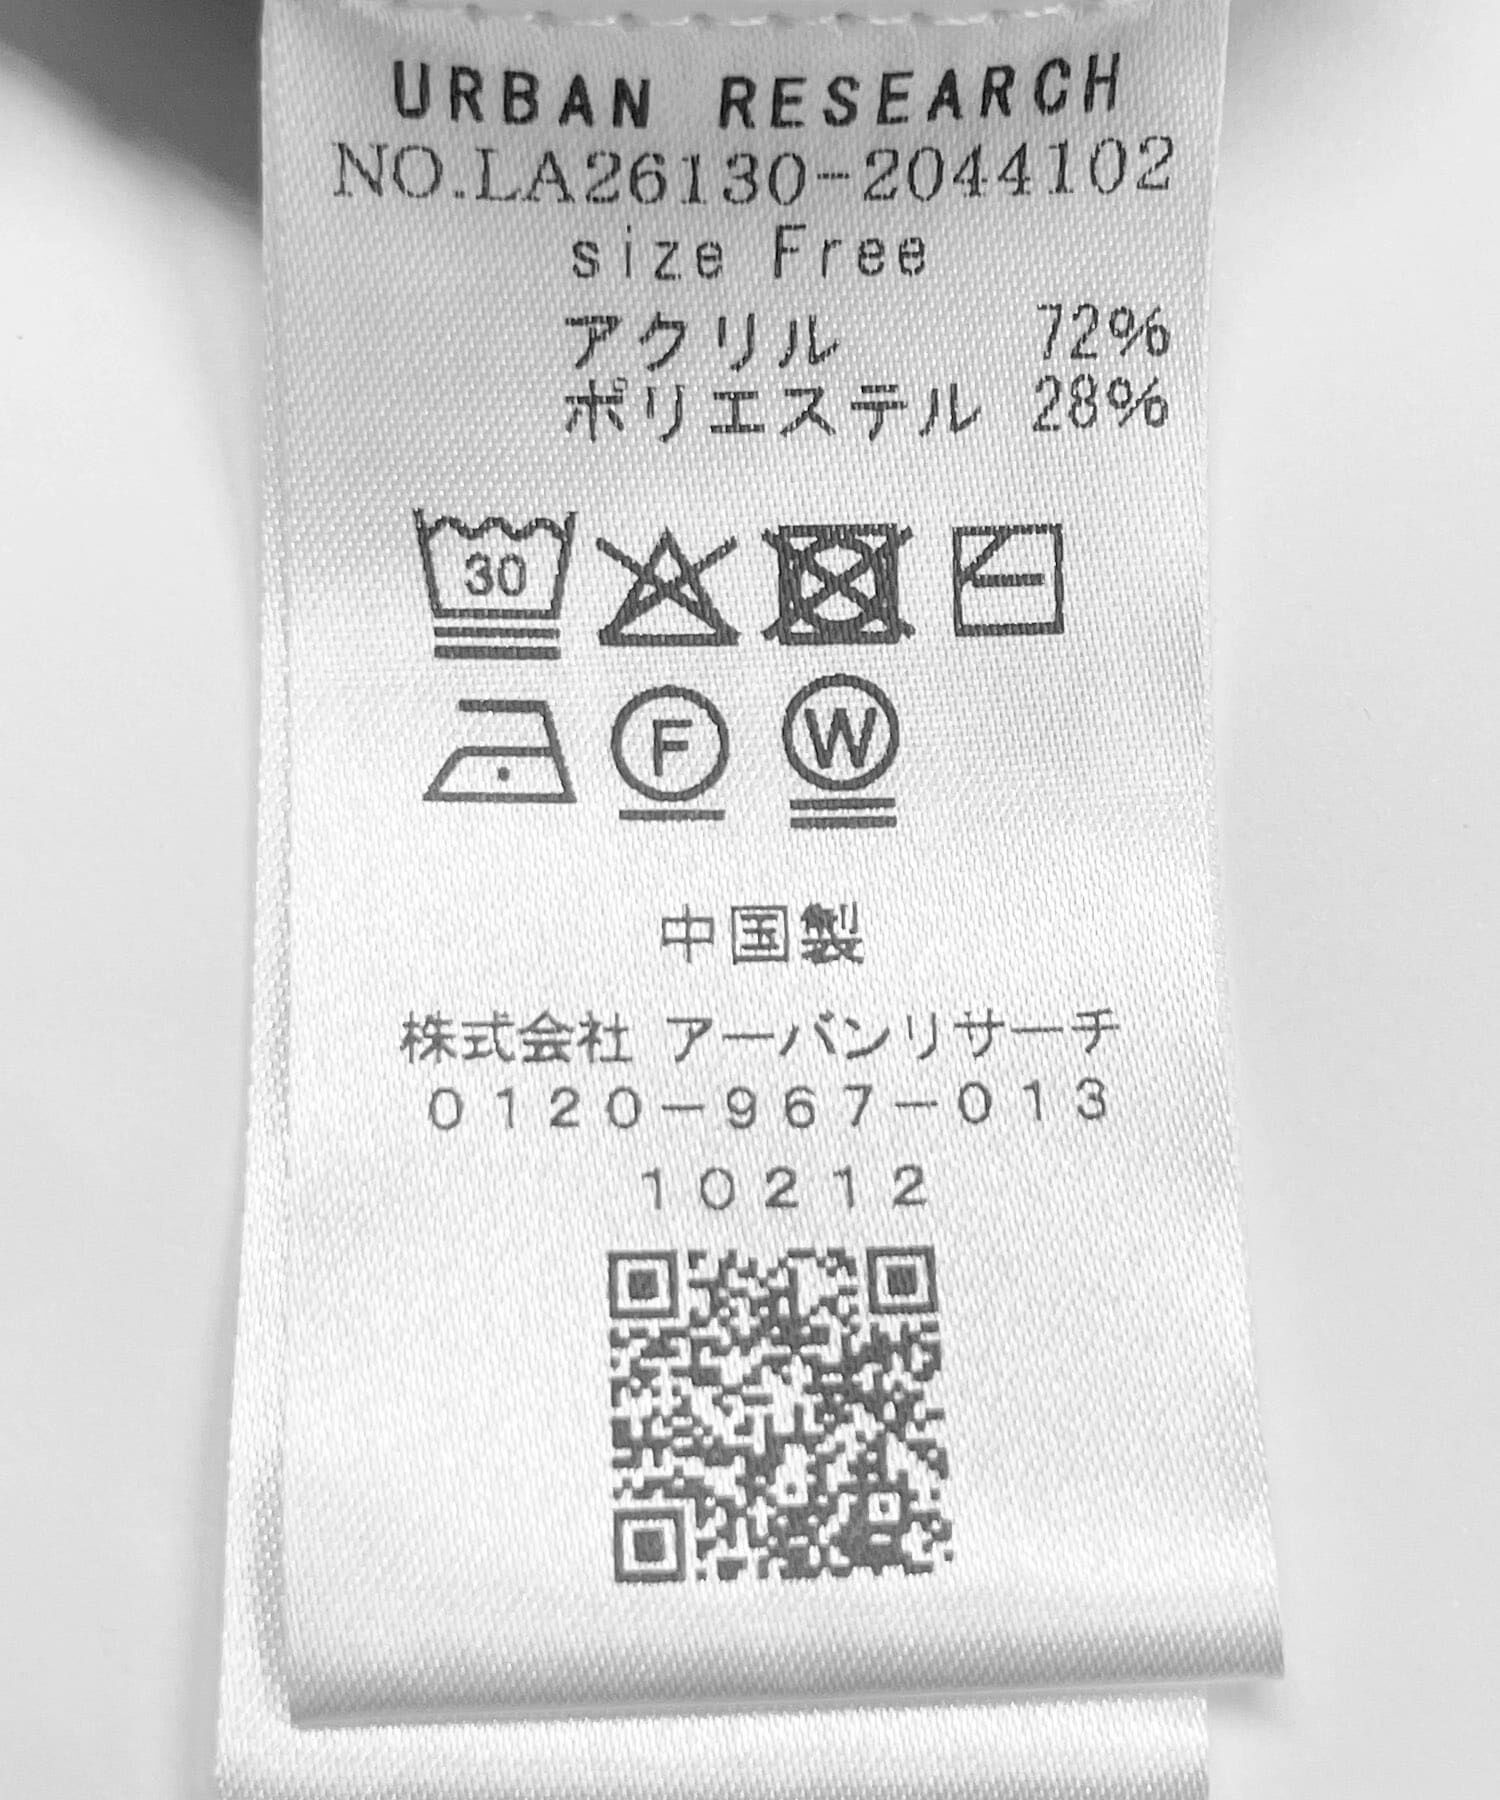 URBAN RESEARCH
NO.LA26130-2044102
size Free
アクリル 72%
ポリエステル 28%
30
F W
中国製
株式会社 アーバンリサーチ
0120-967-013
10212